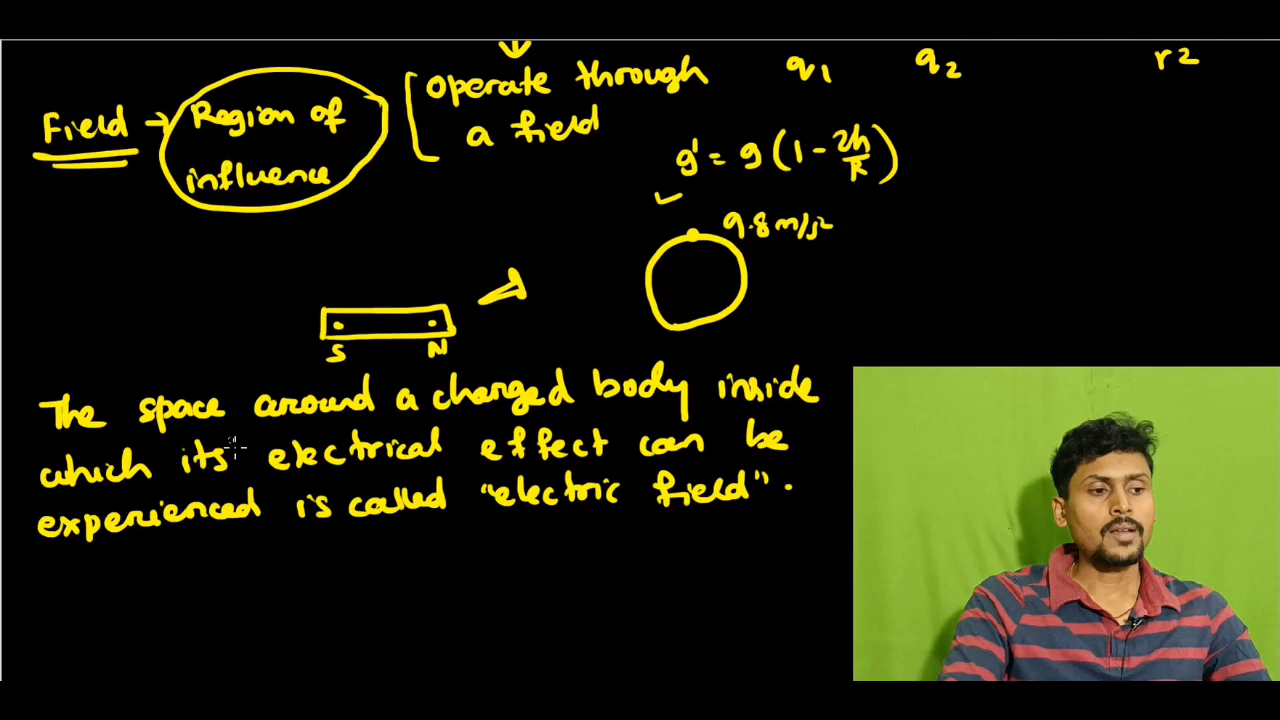 q1 q2 r2
Operate through
a field
Field → Region of
influence
g' = g (1 - 2h/R)
9.8 m/s²
S N
The space around a charged body inside
which its electrical effect can be
experienced is called "electric field".